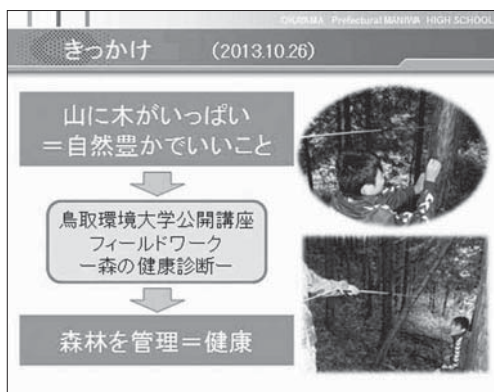 OKAYAMA Prefectural MANIWA HIGH SCHOOL
きっかけ (2013.10.26)
山に木がいっぱい
＝自然豊かでいいこと
鳥取環境大学公開講座
フィールドワーク
ー森の健康診断ー
森林を管理＝健康